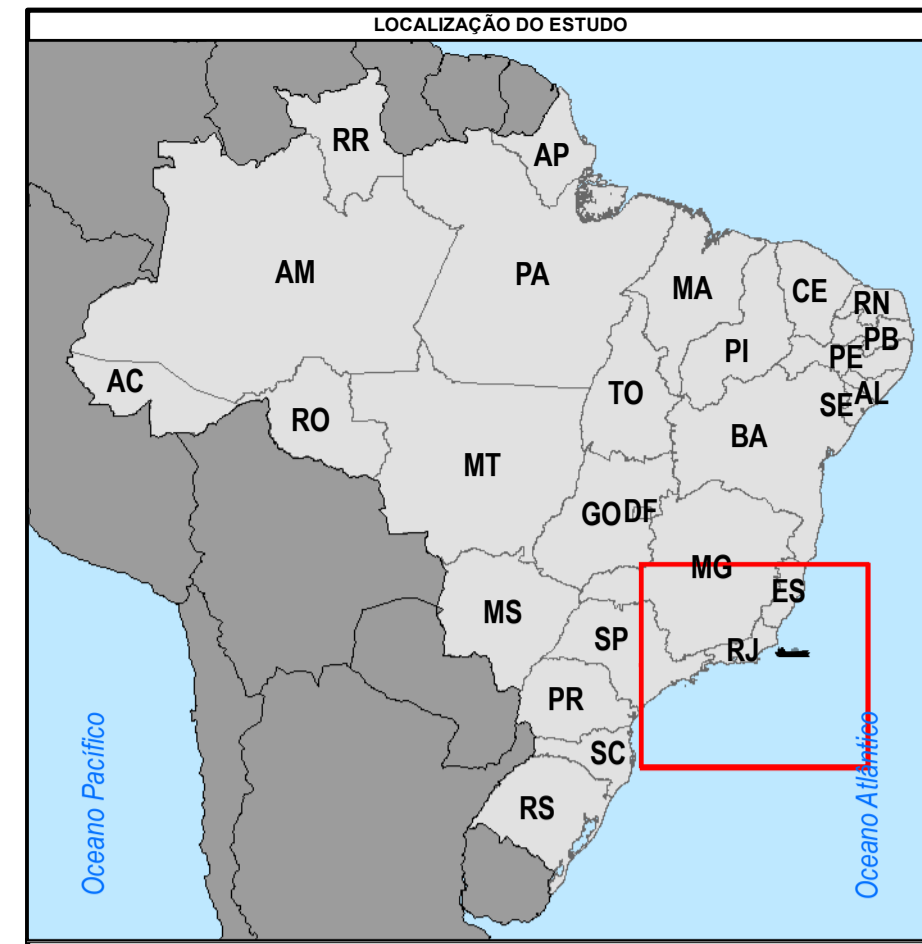 LOCALIZAÇÃO DO ESTUDO
RR
AP
AM
PA
MA
CE
RN
PB
PI
PE
AC
TO
AL
SE
RO
BA
MT
GO
DF
MG
ES
MS
SP
RJ
PR
SC
RS
Oceano Pacífico
Oceano Atlântico